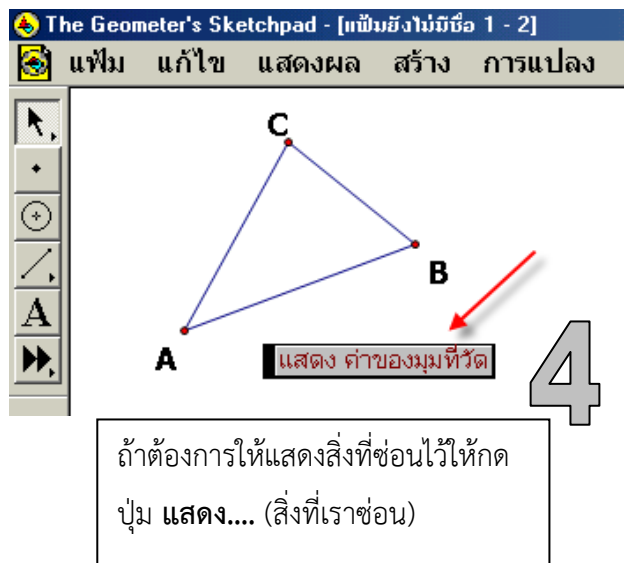 The Geometer's Sketchpad - [แฟ้มยังไม่มีชื่อ 1 - 2]
แฟ้ม แก้ไข แสดงผล สร้าง การแปลง
C
B
A
A
แสดง ค่าของมุมที่วัด
4
ถ้าต้องการให้แสดงสิ่งที่ซ่อนไว้ให้กด
ปุ่ม แสดง.... (สิ่งที่เราซ่อน)